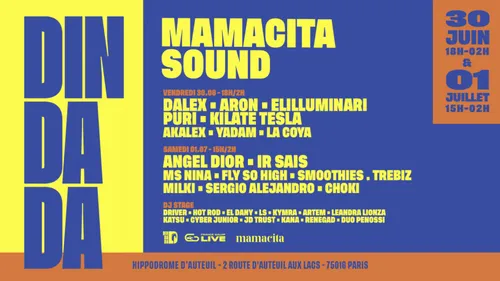 DIN
DA
DA
DA
MAMACITA
SOUND
VENDREDI 30.06 - 18H/2H
DALEX • ARON • ELILLUMINARI
PURI • KILATE TESLA
AKALEX • YADAM • LA GOYA
SAMEDI 01.07 - 15H/2H
ANGEL DIOR • IR SAIS
MS NINA • FLY SO HIGH • SMOOTHIES . TREBIZ
MILKI • SERGIO ALEJANDRO • CHOKI
DJ STAGE
DRIVER • HOT ROD • EL DANY • LS • KYMRA • ARTEM • LEANDRA LIONZA
KATSU • CYBER JUNIOR • JD TRUST • KANA • RENEGAD • DUO PENOSSI
LIVE
mamacita
30
JUIN
18H-02H
&
01
JUILLET
15H-02H
HIPPODROME D'AUTEUIL - 2 ROUTE D'AUTEUIL AUX LACS - 75016 PARIS